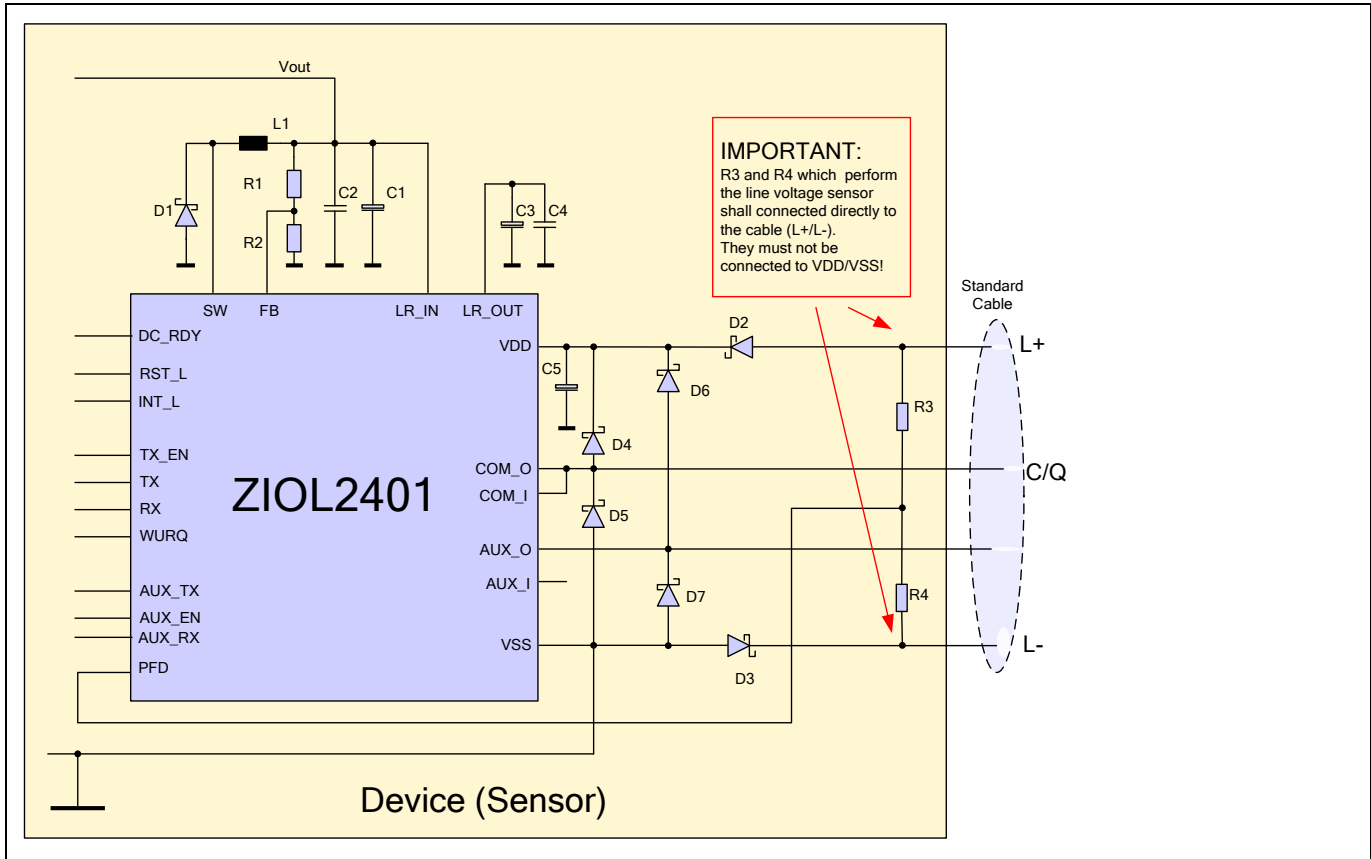 Vout
L1
R1
C2
C1
D1
R2
C3
C4
IMPORTANT:
R3 and R4 which perform
the line voltage sensor
shall connected directly to
the cable (L+/L-).
They must not be
connected to VDD/VSS!
Standard
Cable
SW
FB
LR_IN
LR_OUT
DC_RDY
RST_L
INT_L
TX_EN
TX
RX
WURQ
AUX_TX
AUX_EN
AUX_RX
PFD
ZIOL2401
VDD
COM_O
COM_I
AUX_O
AUX_I
VSS
C5
D2
D6
D4
D5
D7
D3
R3
R4
L+
C/Q
L-
Device (Sensor)